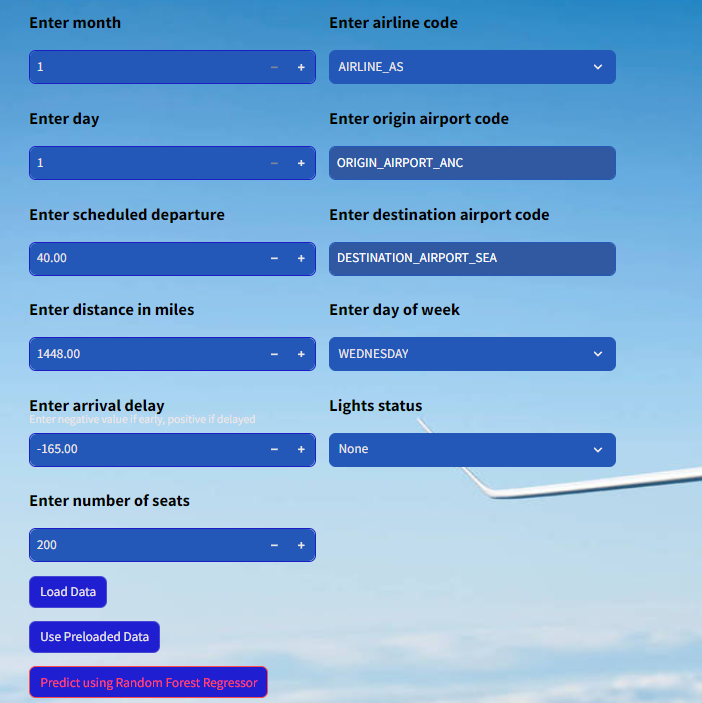 Enter month
1
Enter day
1
Enter scheduled departure
40.00
Enter distance in miles
1448.00
Enter arrival delay
Enter negative value if early, positive if delayed
-165.00
Enter number of seats
200
Load Data
Use Preloaded Data
Predict using Random Forest Regressor
Enter airline code
AIRLINE_AS
Enter origin airport code
ORIGIN_AIRPORT_ANC
Enter destination airport code
DESTINATION_AIRPORT_SEA
Enter day of week
WEDNESDAY
Lights status
None